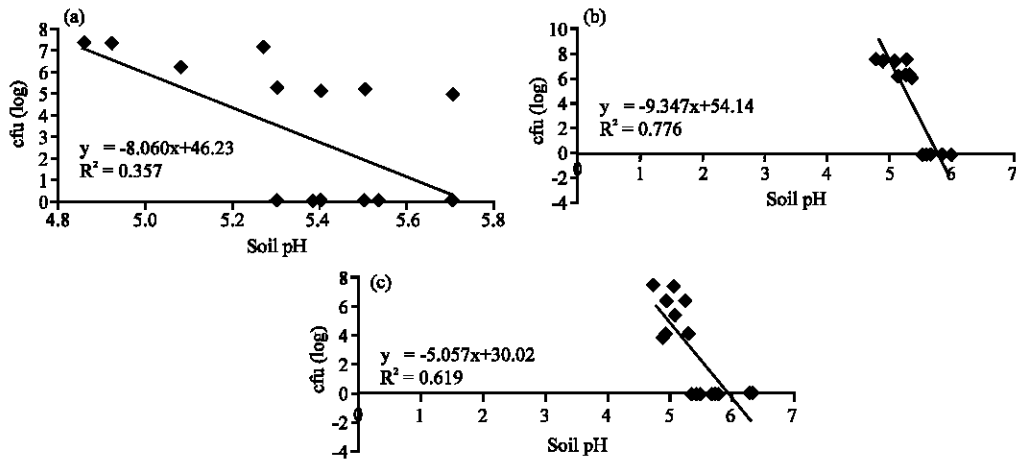 (a)
8
7
6
5
4
3
2
1
0
cfu (log)
y = -8.060x+46.23
R² = 0.357
4.8 5.0 5.2 5.4 5.6 5.8
Soil pH
(b)
10
8
6
4
2
0
-2
-4
cfu (log)
y = -9.347x+54.14
R² = 0.776
0 1 2 3 4 5 6 7
Soil pH
(c)
8
6
4
2
0
-2
-4
cfu (log)
y = -5.057x+30.02
R² = 0.619
0 1 2 3 4 5 6 7
Soil pH